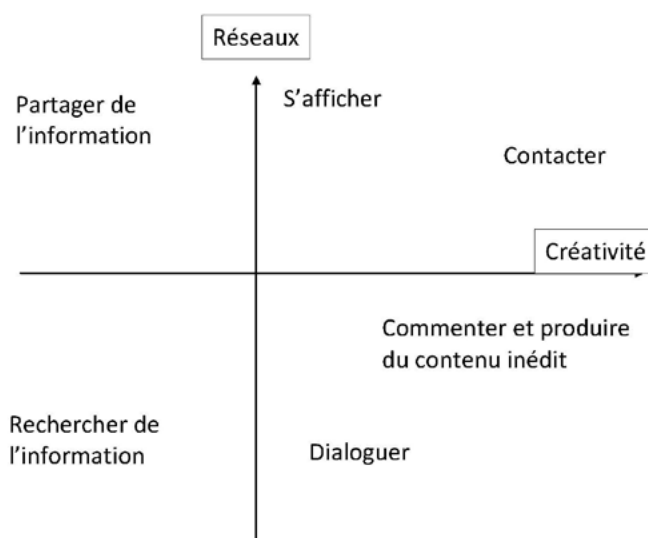 Réseaux
Partager de
l’information
S’afficher
Contacter
Créativité
Commenter et produire
du contenu inédit
Rechercher de
l’information
Dialoguer